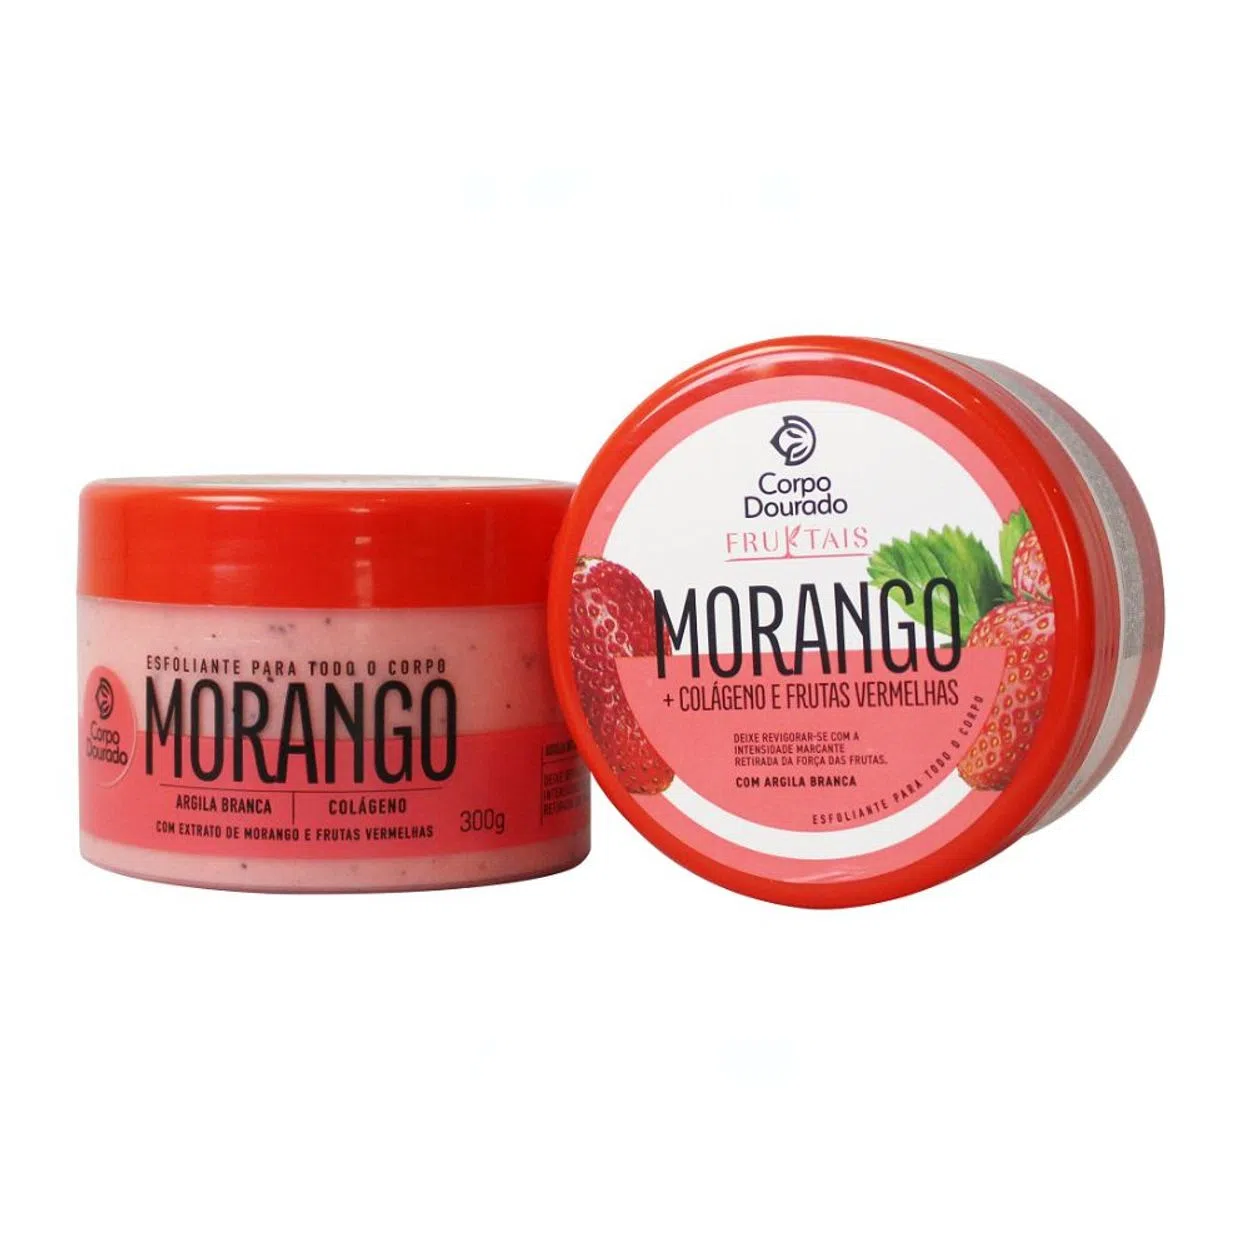 ESFOLIANTE PARA TODO O CORPO
MORANGO
Corpo
Dourado
ARGILA BRANCA
COLÁGENO
COM EXTRATO DE MORANGO E FRUTAS VERMELHAS
300g
Corpo
Dourado
FRUKTAIS
MORANGO
+ COLÁGENO E FRUTAS VERMELHAS
DEIXE REVIGORAR-SE COM A
INTENSIDADE MARCANTE
RETIRADA DA FORÇA DAS FRUTAS.
COM ARGILA BRANCA
ESFOLIANTE PARA TODO O CORPO